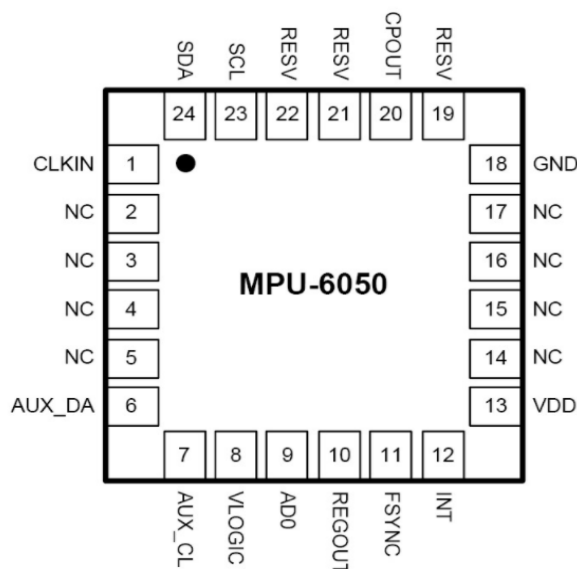 SDA SCL RESV RESV CPOUT RESV
24 23 22 21 20 19
CLKIN 1 18 GND
NC 2 17 NC
NC 3 16 NC
MPU-6050
NC 4 15 NC
NC 5 14 NC
AUX_DA 6 13 VDD
7 8 9 10 11 12
AUX_CL VLOGIC AD0 REGOUT FSYNC INT